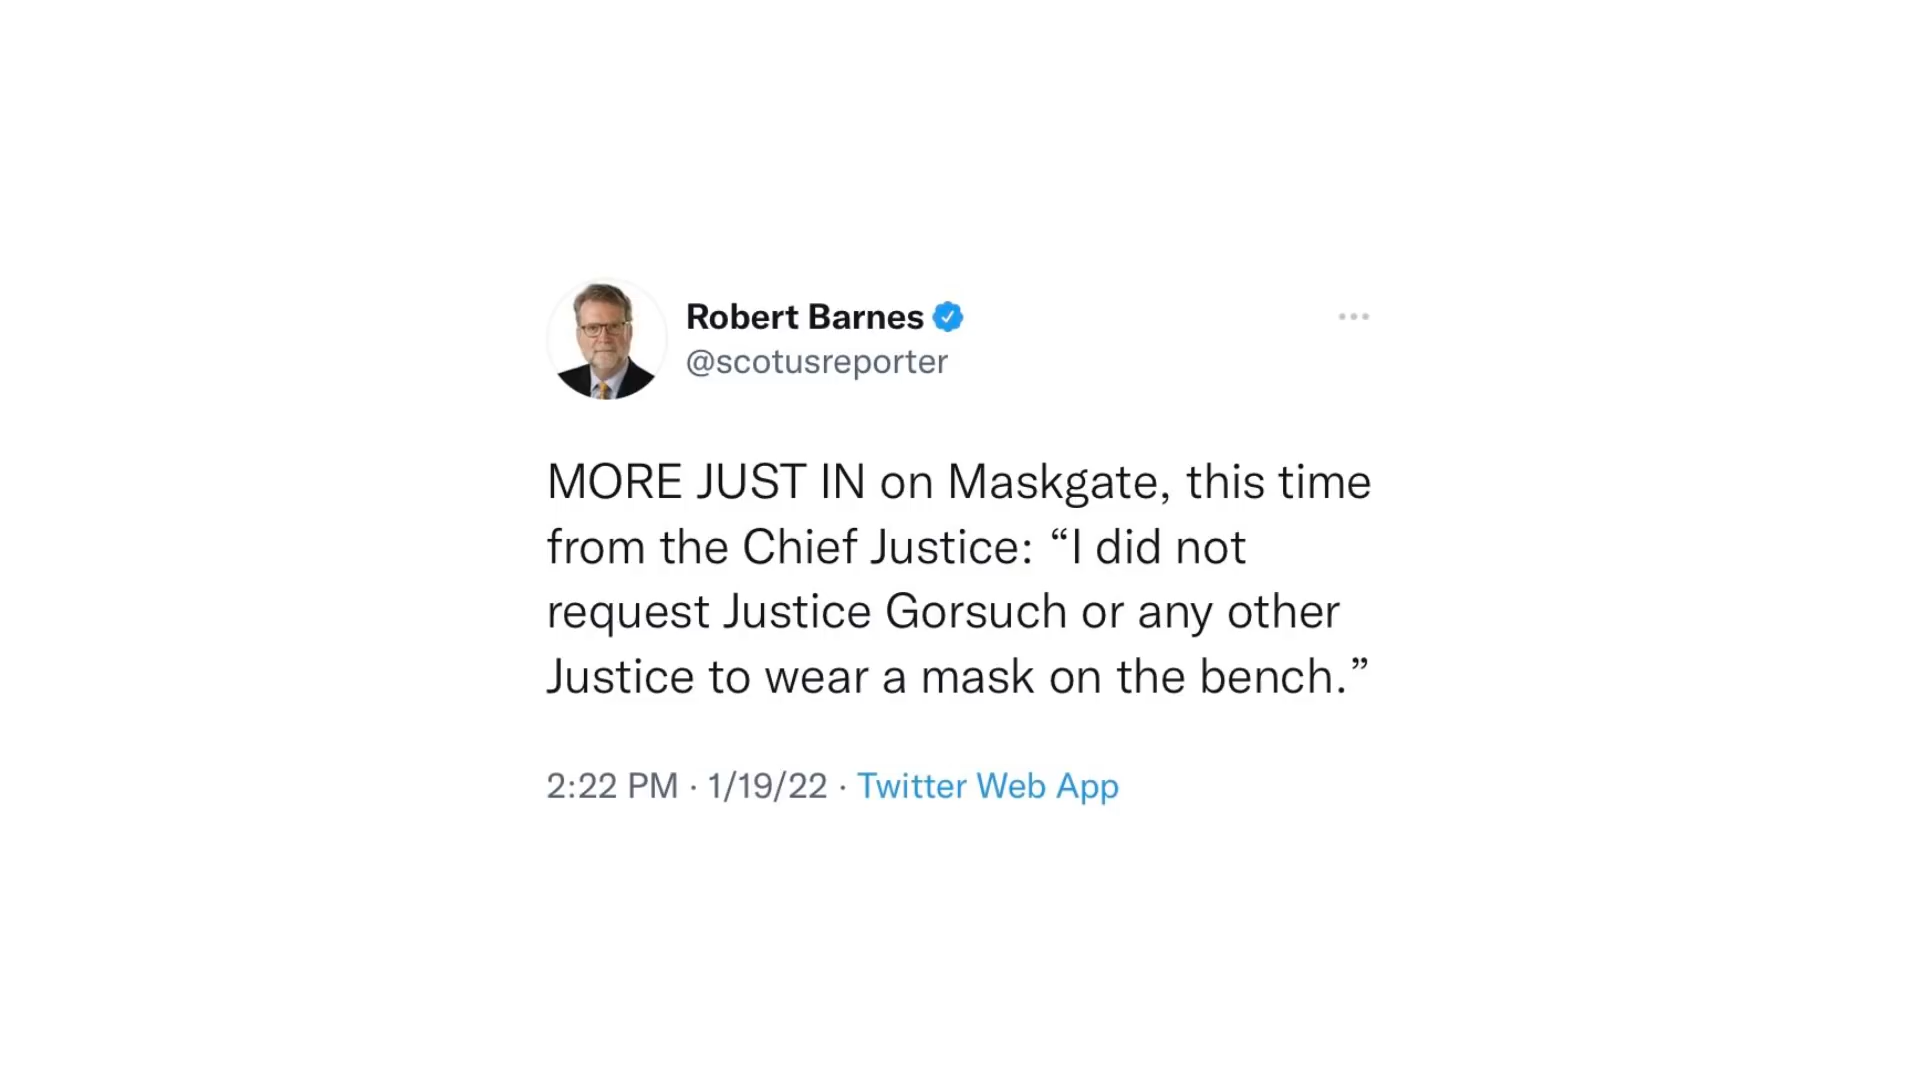 Robert Barnes
@scotusreporter
MORE JUST IN on Maskgate, this time
from the Chief Justice: “I did not
request Justice Gorsuch or any other
Justice to wear a mask on the bench.”
2:22 PM · 1/19/22 · Twitter Web App